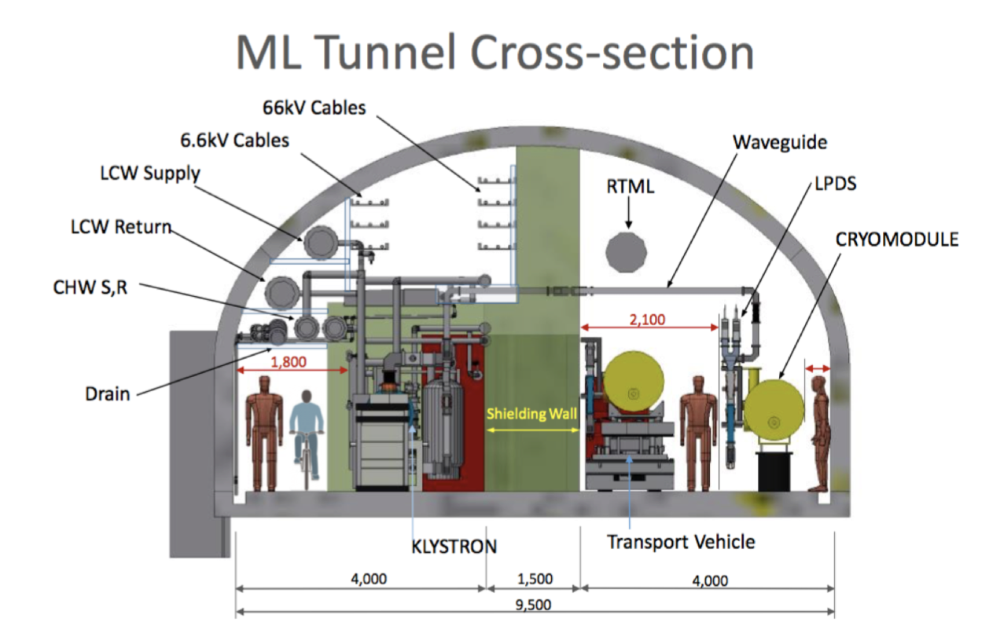 ML Tunnel Cross-section
66kV Cables
6.6kV Cables
Waveguide
LCW Supply
RTML
LPDS
LCW Return
CRYOMODULE
CHW S,R
2,100
1,800
Drain
Shielding Wall
KLYSTRON
Transport Vehicle
4,000
1,500
4,000
9,500